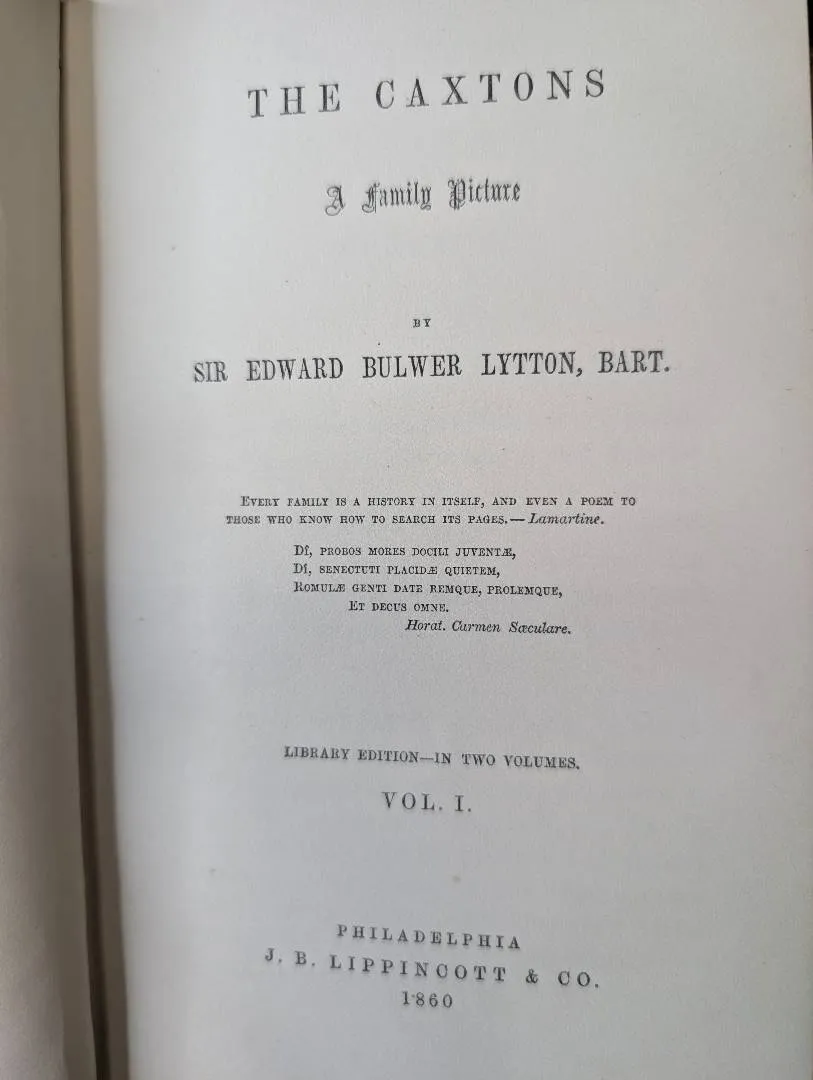 THE CAXTONS
A Family Picture
BY
SIR EDWARD BULWER LYTTON, BART.
EVERY FAMILY IS A HISTORY IN ITSELF, AND EVEN A POEM TO
THOSE WHO KNOW HOW TO SEARCH ITS PAGES.—Lamartine.
DÎ, PROBOS MORES DOCILI JUVENTÆ,
DÎ, SENECTUTI PLACIDÆ QUIETEM,
ROMULÆ GENTI DATE REMQUE, PROLEMQUE,
ET DECUS OMNE.
Horat. Carmen Sæculare.
LIBRARY EDITION—IN TWO VOLUMES.
VOL. I.
PHILADELPHIA
J. B. LIPPINCOTT & CO.
1860